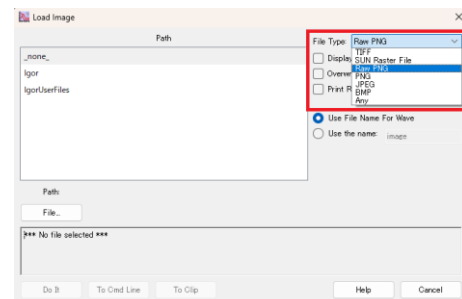 Load Image
Path
_none_
Igor
IgorUserFiles
File Type: Raw PNG
TIFF
SUN Raster File
Raw PNG
PNG
JPEG
BMP
Any
Display
Overw
Print R
Use File Name For Wave
Use the name: image
Path:
File...
*** No file selected ***
Do It
To Cmd Line
To Clip
Help
Cancel